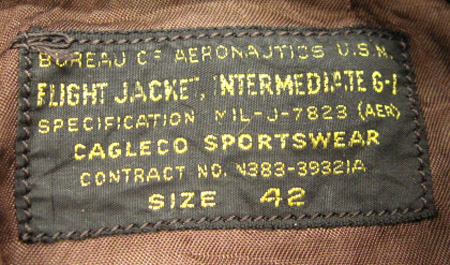 BUREAU OF AERONAUTICS U.S.N.
FLIGHT JACKET, INTERMEDIATE G-1
SPECIFICATION MIL-J-7823 (AER)
CAGLECO SPORTSWEAR
CONTRACT NO. N383-39321A
SIZE 42